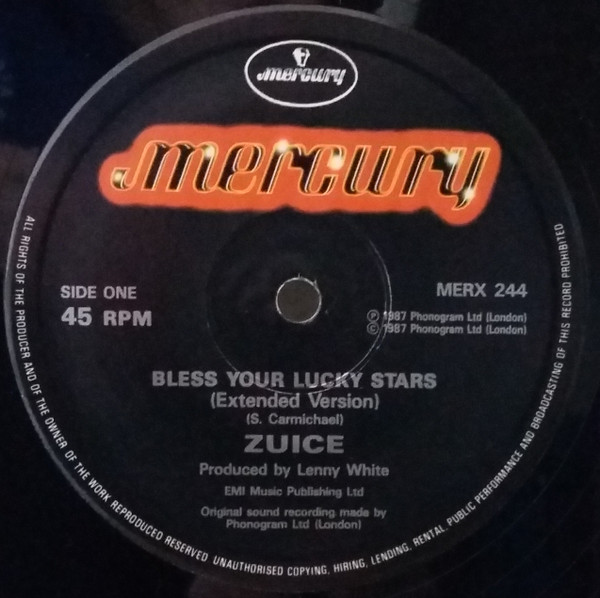 mercury
mercury
SIDE ONE
45 RPM
MERX 244
Ⓟ 1987 Phonogram Ltd (London)
© 1987 Phonogram Ltd (London)
BLESS YOUR LUCKY STARS
(Extended Version)
(S. Carmichael)
ZUICE
Produced by Lenny White
EMI Music Publishing Ltd
Original sound recording made by
Phonogram Ltd (London)
ALL RIGHTS OF THE PRODUCER AND OF THE OWNER OF THE WORK REPRODUCED RESERVED. UNAUTHORISED COPYING, HIRING, LENDING, RENTAL, PUBLIC PERFORMANCE AND BROADCASTING OF THIS RECORD PROHIBITED